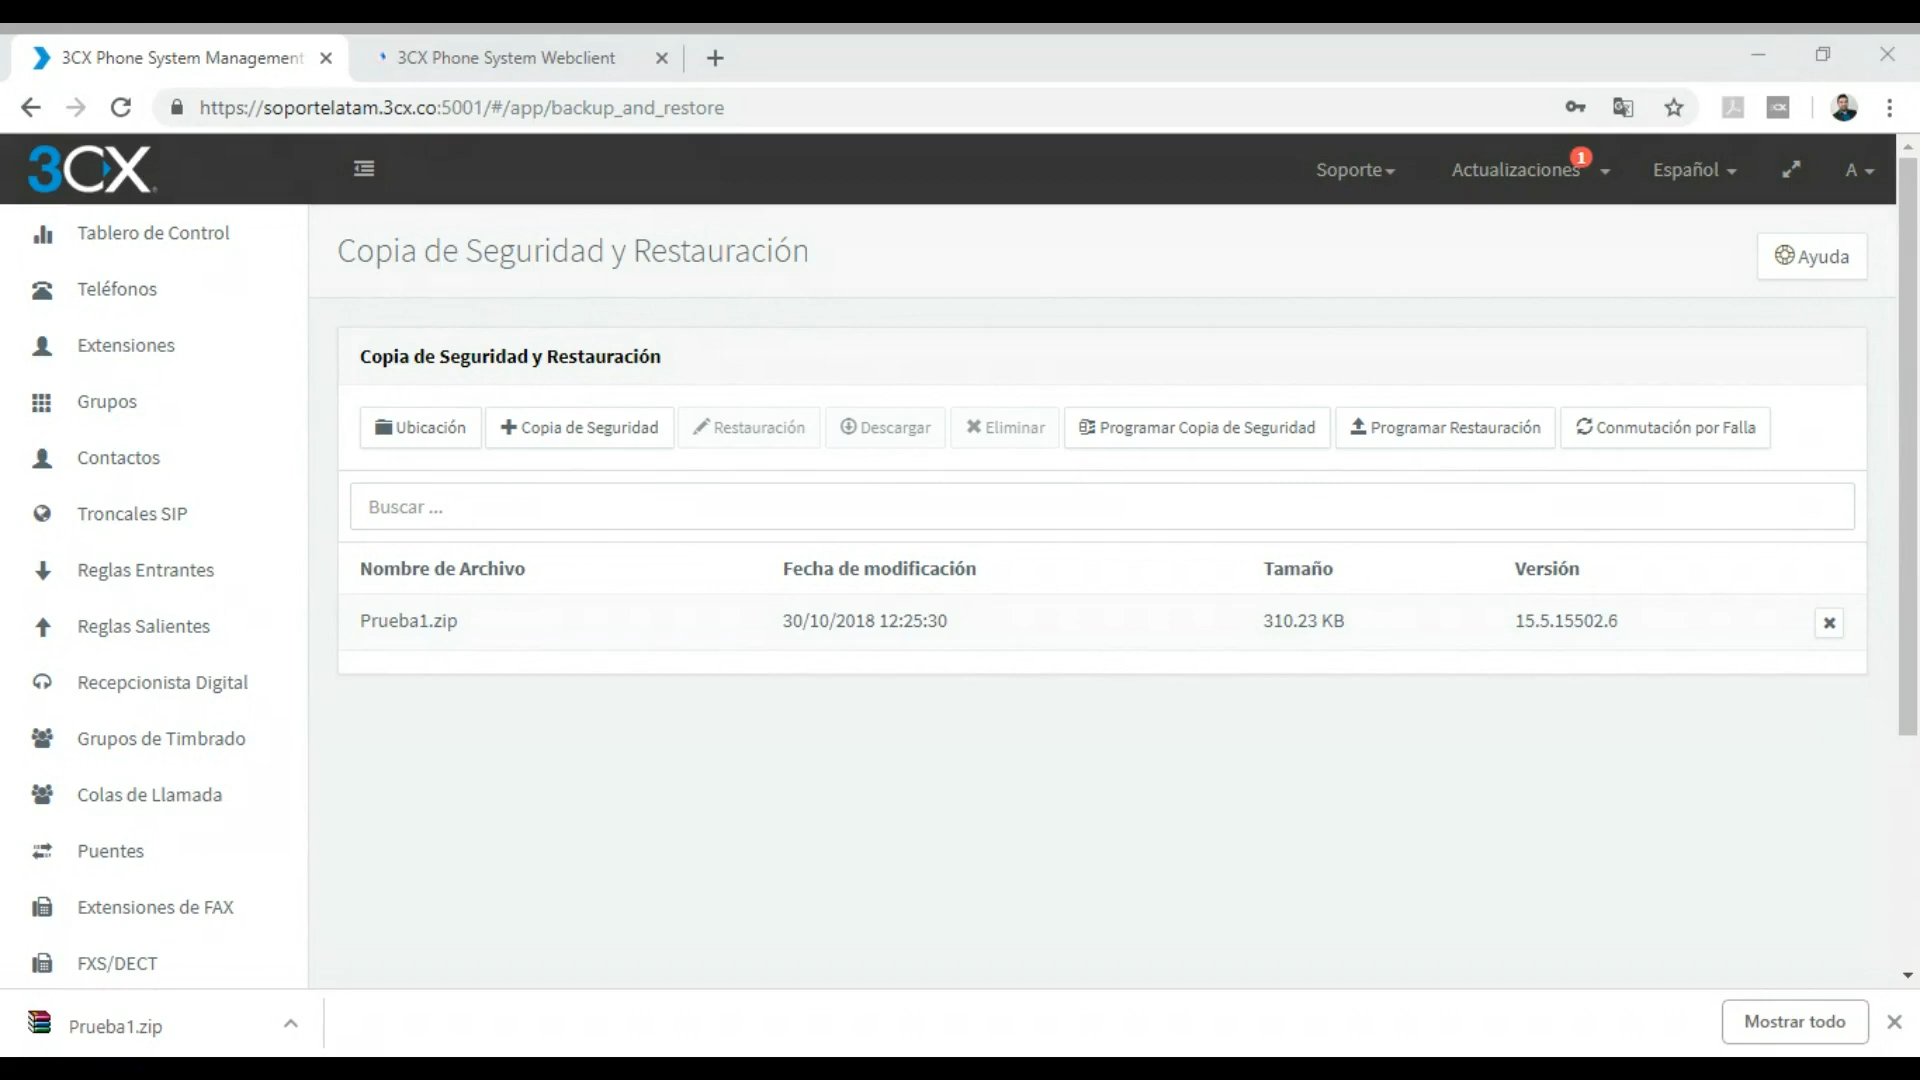 3CX Phone System Management
3CX Phone System Webclient
https://soportelatam.3cx.co:5001/#/app/backup_and_restore
3CX
Soporte
Actualizaciones
1
Español
A
Tablero de Control
Teléfonos
Extensiones
Grupos
Contactos
Troncales SIP
Reglas Entrantes
Reglas Salientes
Recepcionista Digital
Grupos de Timbrado
Colas de Llamada
Puentes
Extensiones de FAX
FXS/DECT
Copia de Seguridad y Restauración
Ayuda
Copia de Seguridad y Restauración
Ubicación
Copia de Seguridad
Restauración
Descargar
Eliminar
Programar Copia de Seguridad
Programar Restauración
Conmutación por Falla
Buscar ...
Nombre de Archivo Fecha de modificación Tamaño Versión
Prueba1.zip 30/10/2018 12:25:30 310.23 KB 15.5.15502.6
Prueba1.zip
Mostrar todo